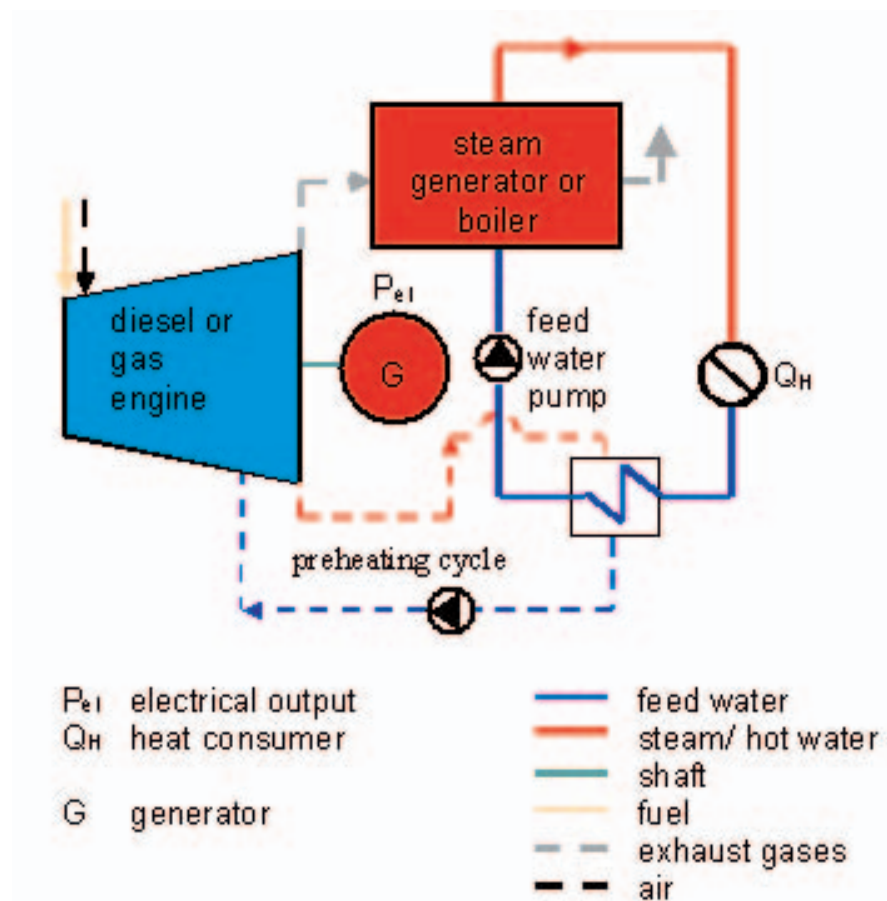 steam
generator or
boiler
diesel or
gas
engine
Pel
G
feed
water
pump
QH
preheating cycle
Pel electrical output
QH heat consumer
G generator
feed water
steam/ hot water
shaft
fuel
exhaust gases
air